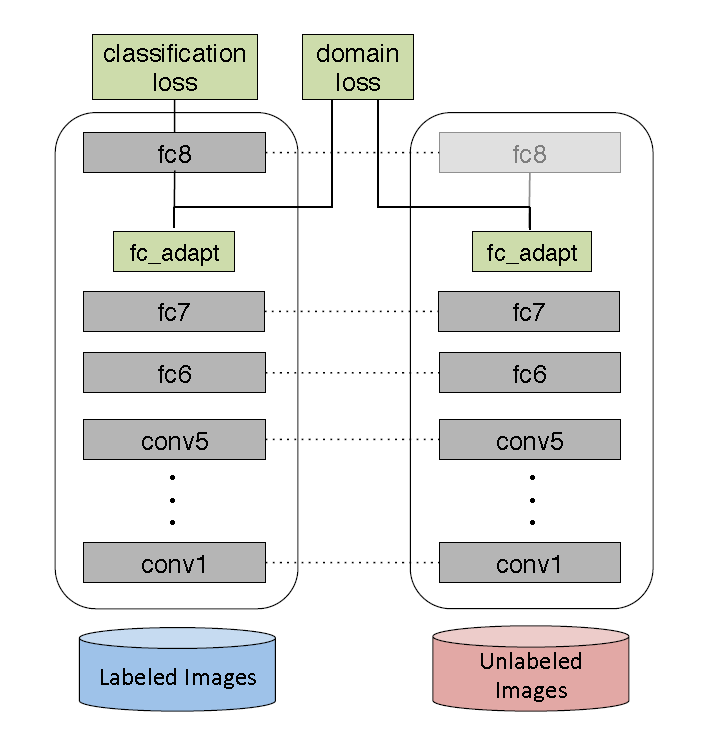 classification
loss
domain
loss
fc8
fc8
fc_adapt
fc_adapt
fc7
fc7
fc6
fc6
conv5
conv5
conv1
conv1
Labeled Images
Unlabeled
Images